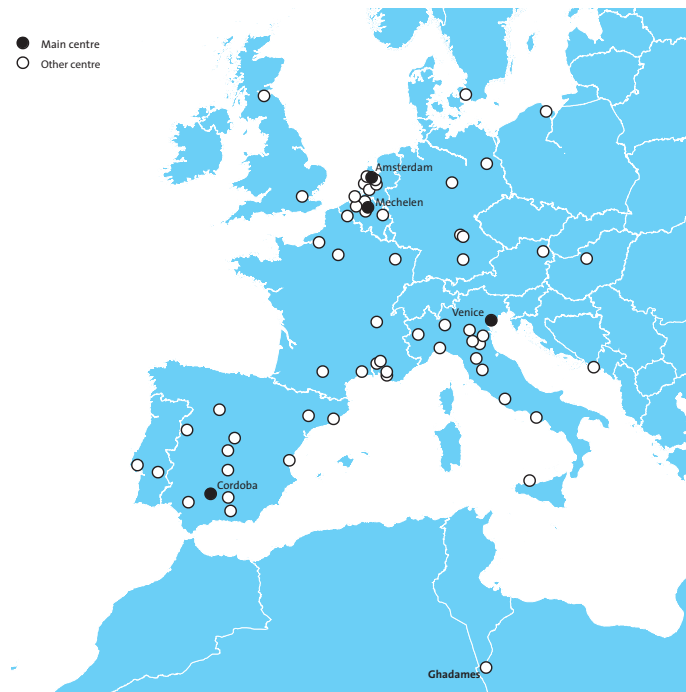 Main centre
Other centre
Amsterdam
Mechelen
Venice
Cordoba
Ghadames